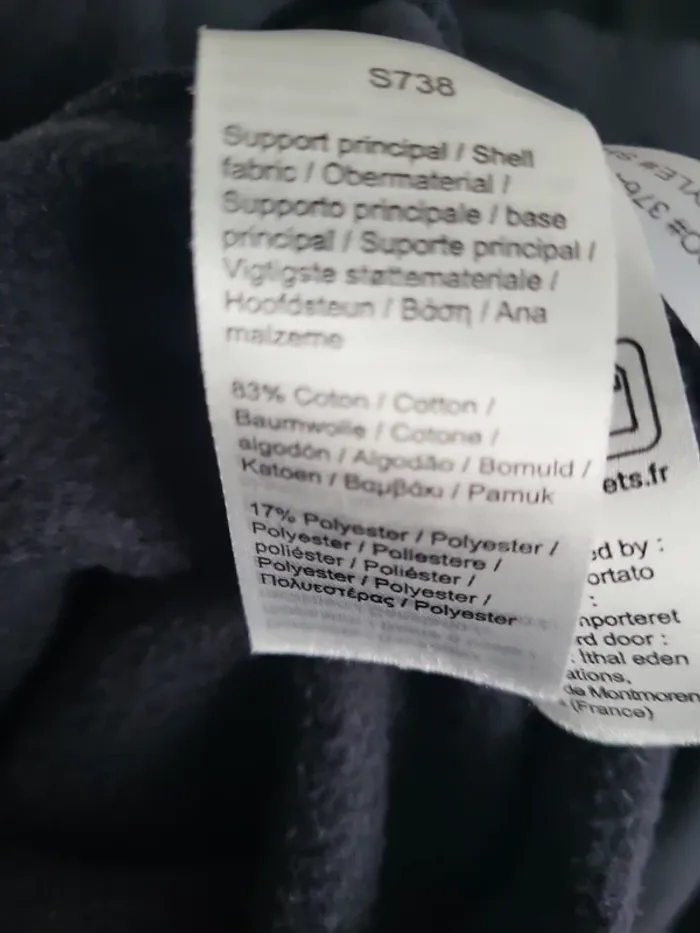 S738
Support principal / Shell
fabric / Obermaterial /
Supporto principale / base
principal / Suporte principal /
Vigtigste støttemateriale /
Hoofdsteun / Βάση / Ana
malzeme
83% Coton / Cotton /
Baumwolle / Cotone /
algodón / Algodão / Bomuld /
Katoen / Βαμβάκι / Pamuk
17% Polyester / Polyester /
Polyester / Poliestere /
poliéster / Poliéster /
Polyester / Polyester /
Πολυεστέρας / Polyester
ets.fr
ed by :
ortato
:
mporteret
rd door :
. Ithal eden
ations,
de Montmoren
(France)